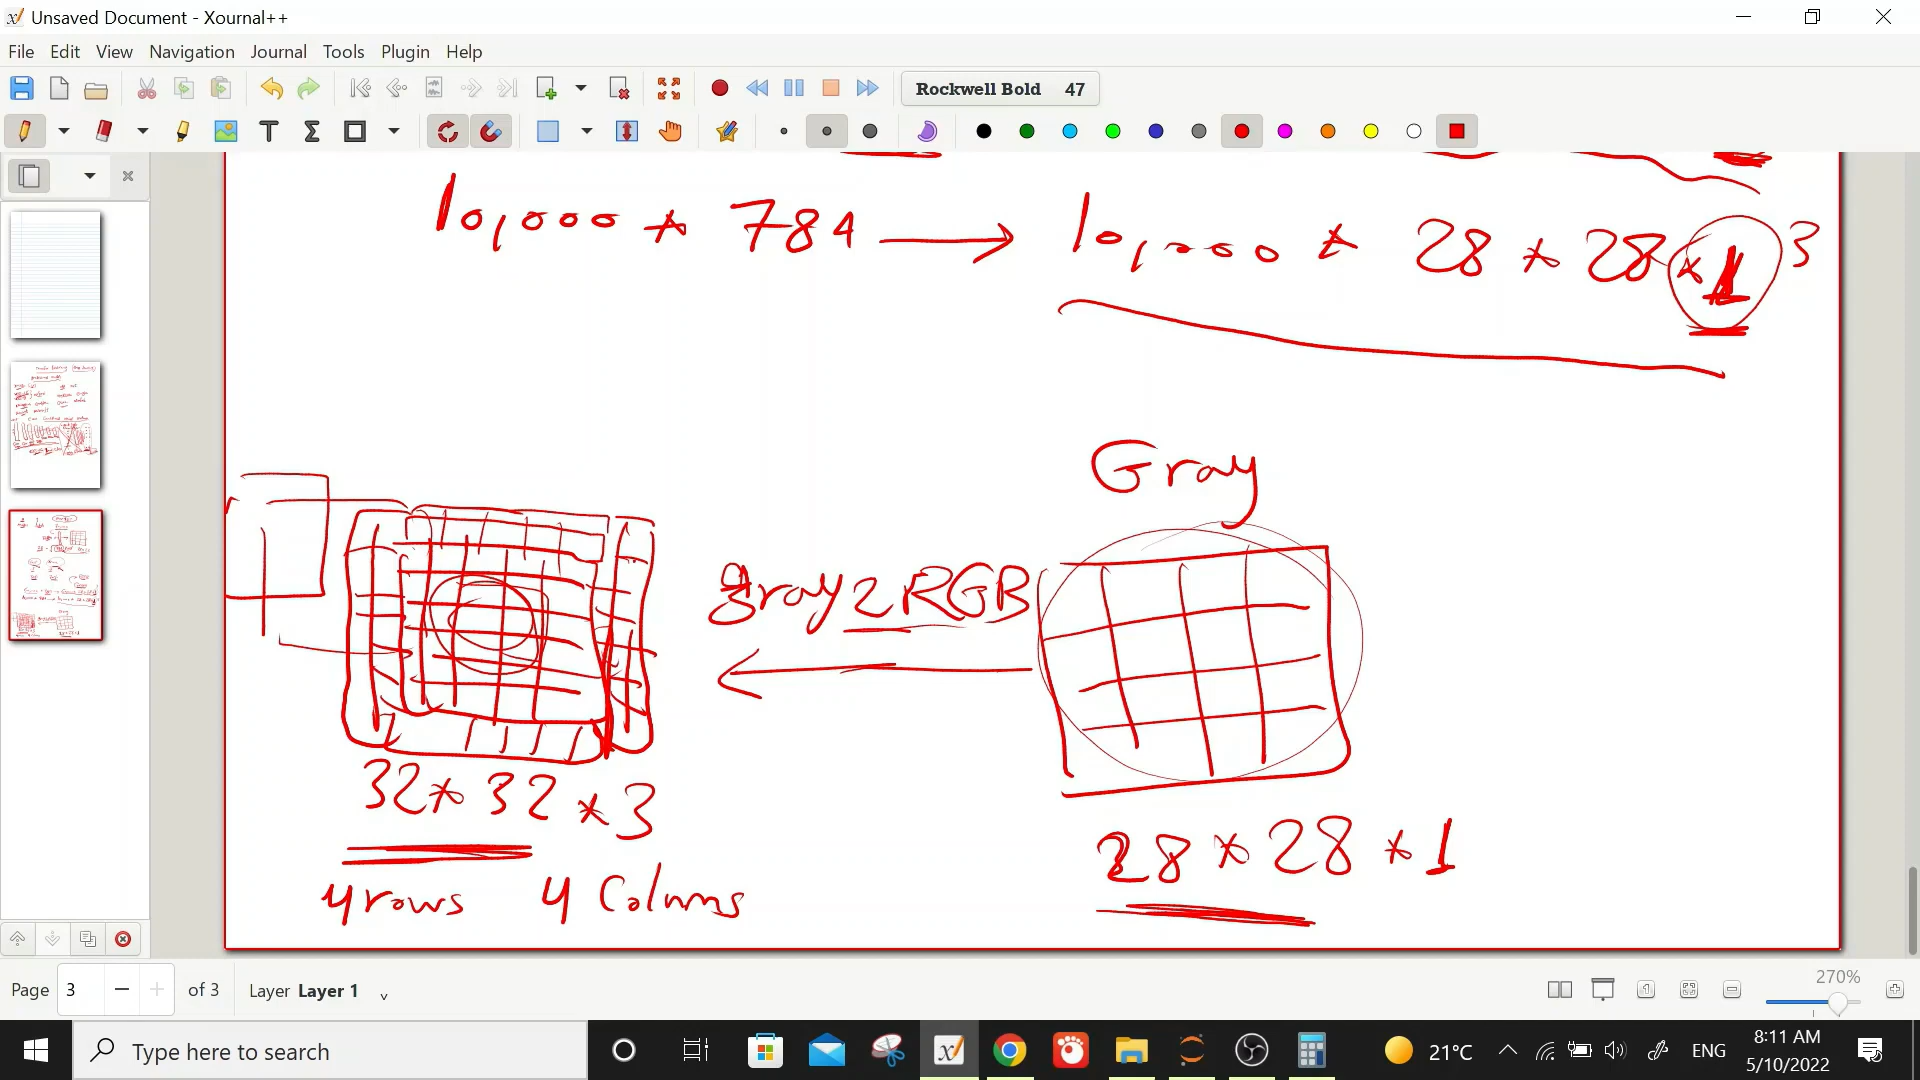 Unsaved Document - Xournal++
File Edit View Navigation Journal Tools Plugin Help
Rockwell Bold 47
10,000 * 784 → 10,000 * 28 * 28 * 1 3
Gray
gray2RGB
32 * 32 * 3
28 * 28 * 1
4 rows 4 Colums
Page 3 of 3 Layer Layer 1
270%
Type here to search
21°C
ENG
8:11 AM
5/10/2022